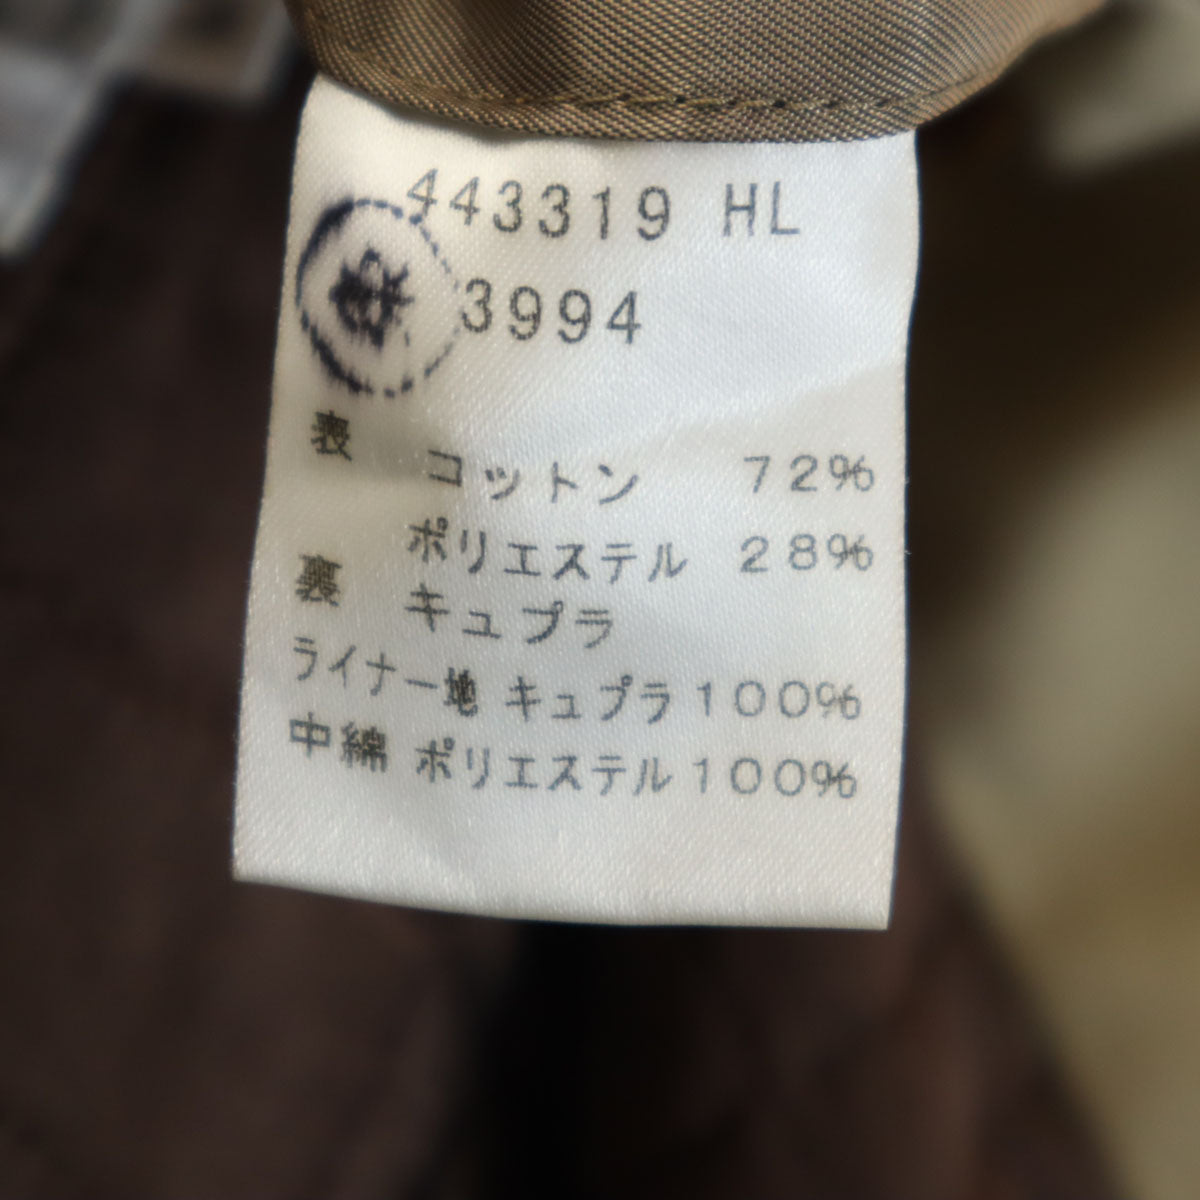 443319 HL
3994
表 コットン 72%
ポリエステル 28%
裏 キュプラ
ライナー地 キュプラ100%
中綿 ポリエステル100%